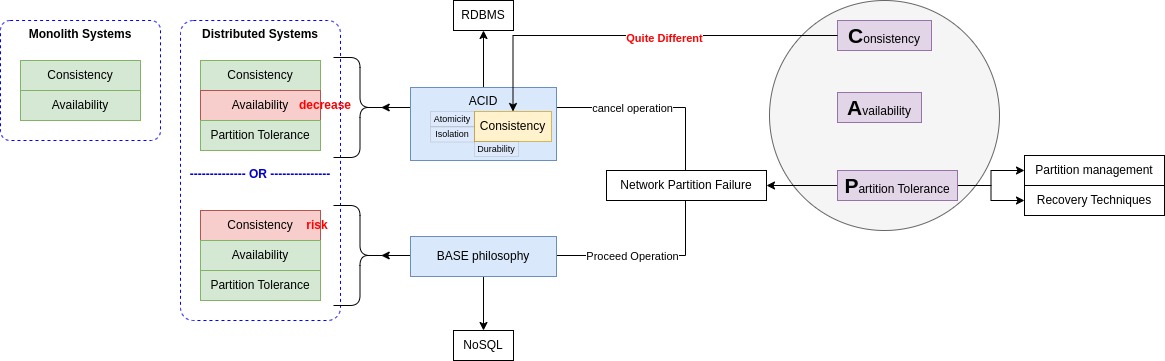 Monolith Systems
Consistency
Availability
Distributed Systems
Consistency
Availability decrease
Partition Tolerance
-------------- OR ---------------
Consistency risk
Availability
Partition Tolerance
RDBMS
ACID
Atomicity
Isolation
Consistency
Durability
BASE philosophy
NoSQL
Quite Different
cancel operation
Network Partition Failure
Proceed Operation
Consistency
Availability
Partition Tolerance
Partition management
Recovery Techniques